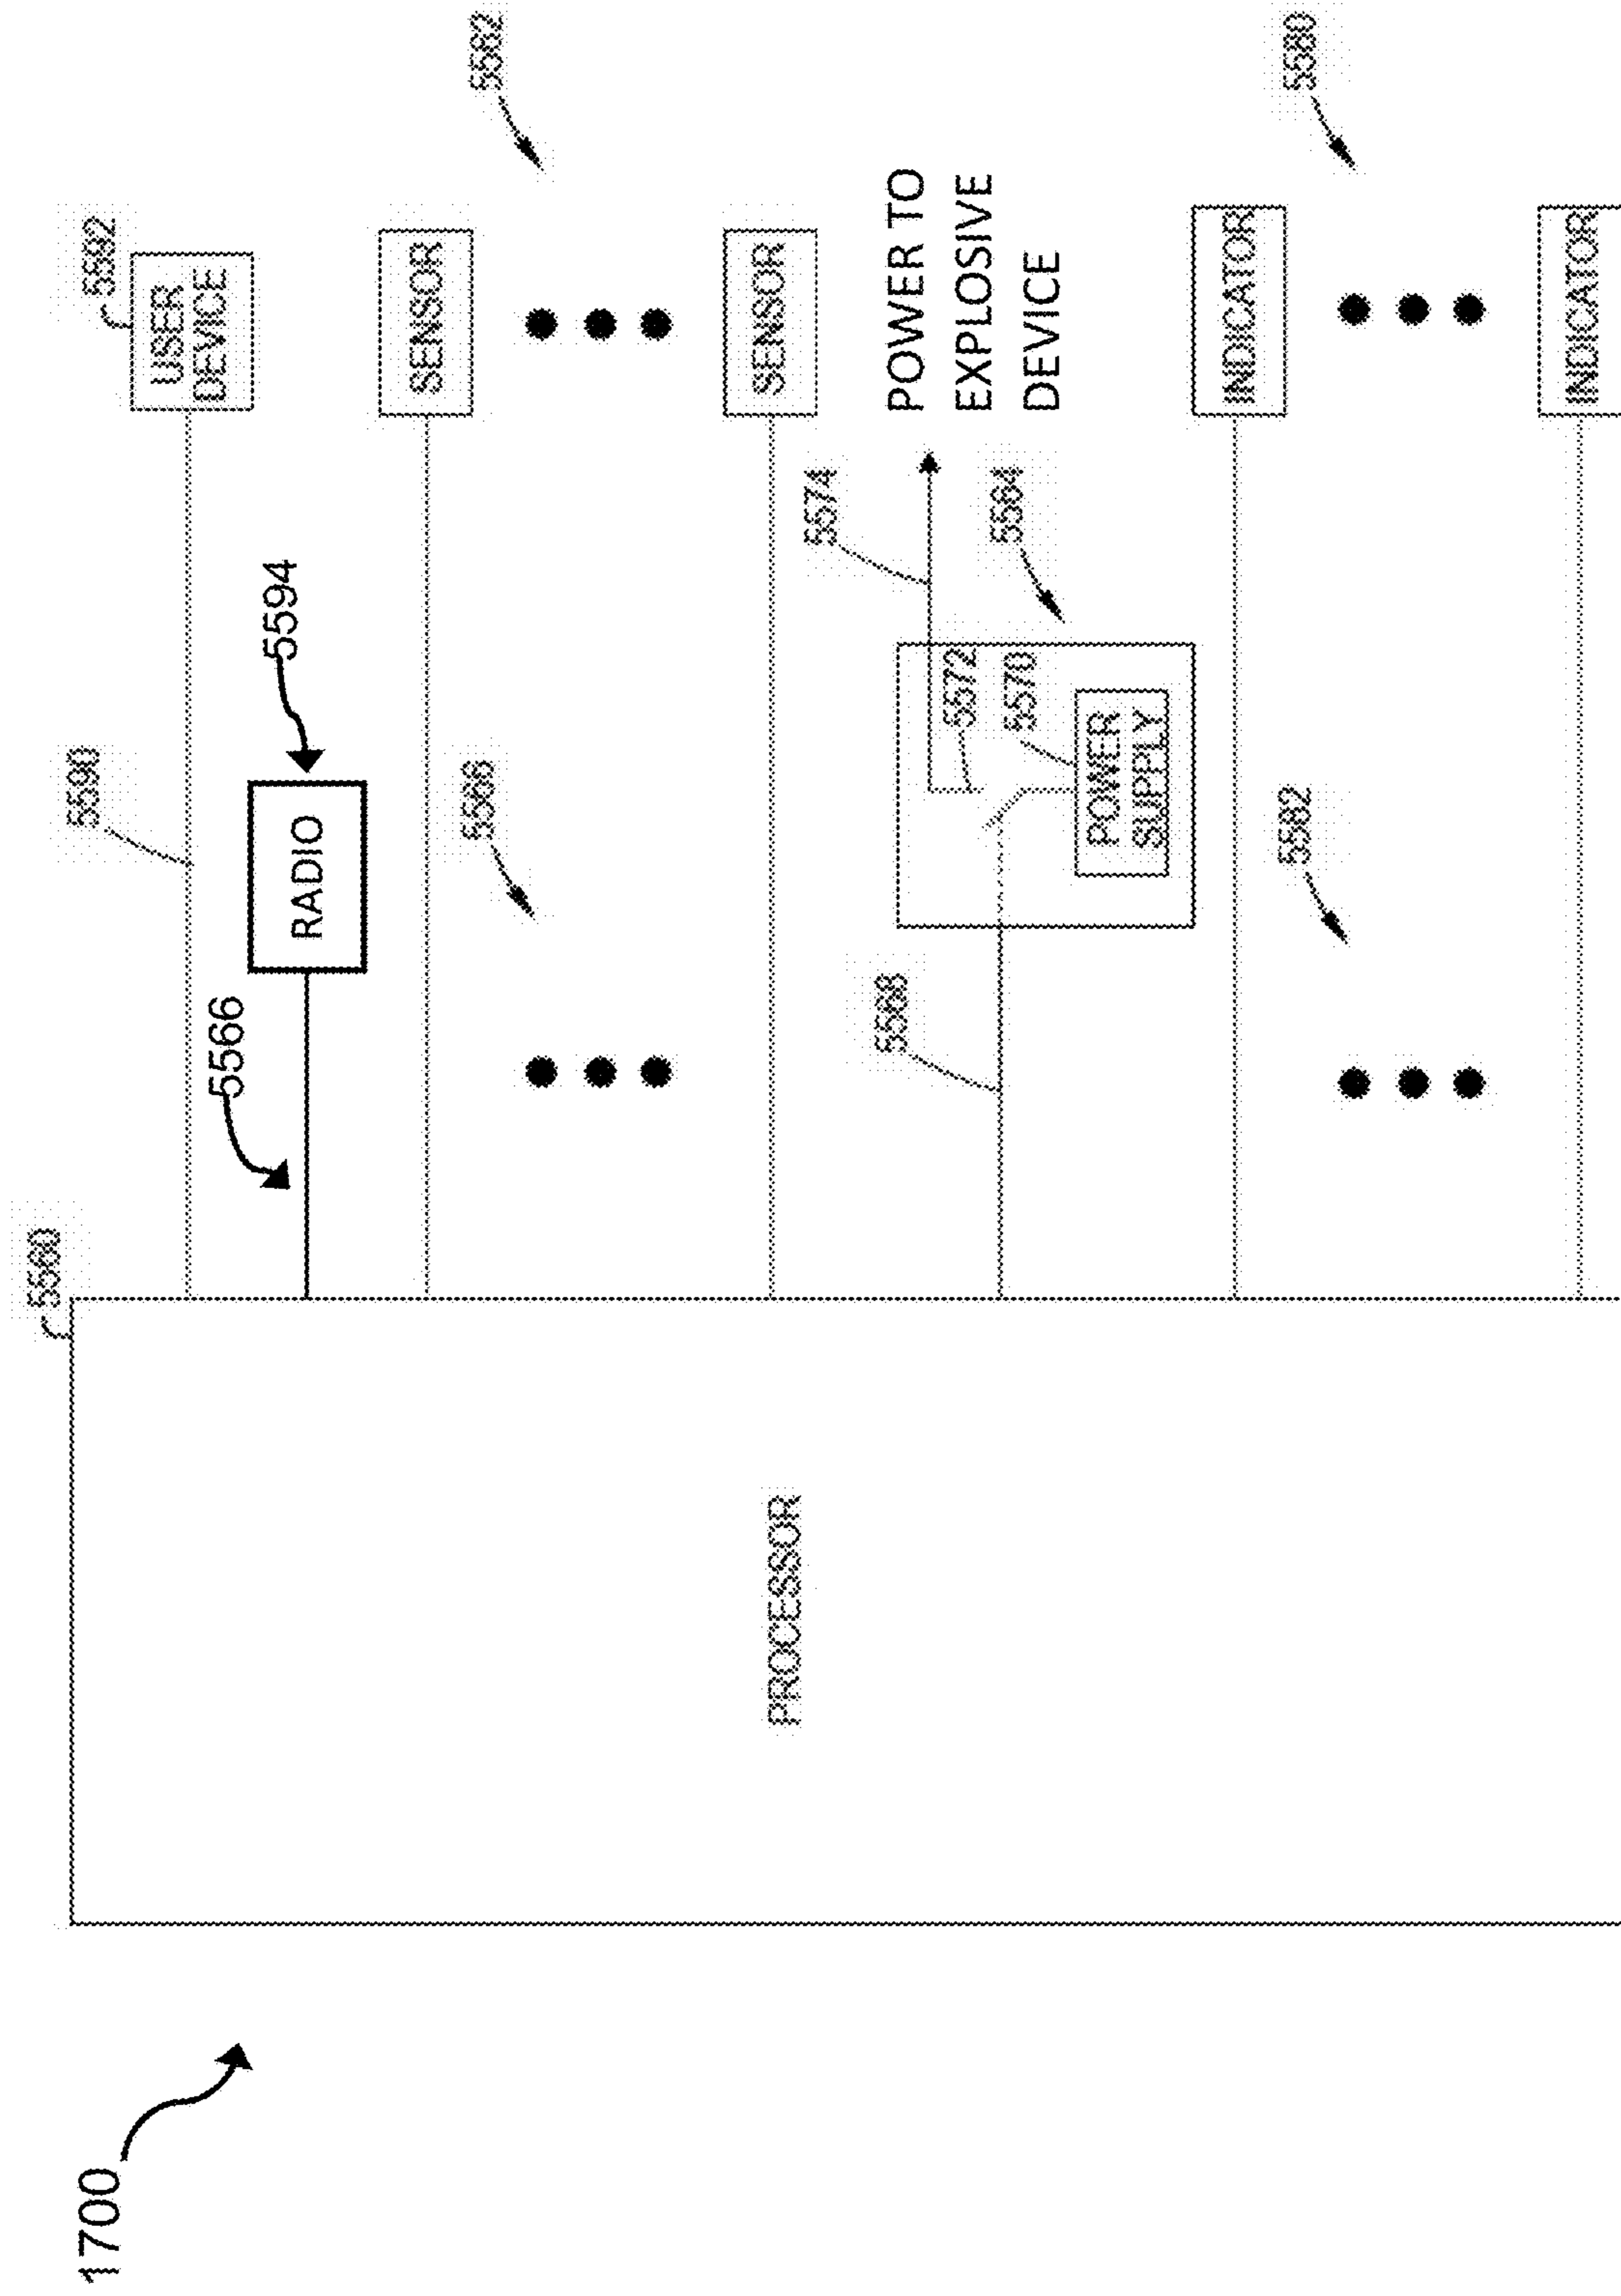 1700
5560
PROCESSOR
5590
5592
USER
DEVICE
5566
RADIO
5594
SENSOR
5562
5566
SENSOR
5568
5572
5570
POWER
SUPPLY
5574
5564
POWER TO
EXPLOSIVE
DEVICE
INDICATOR
5580
5582
INDICATOR